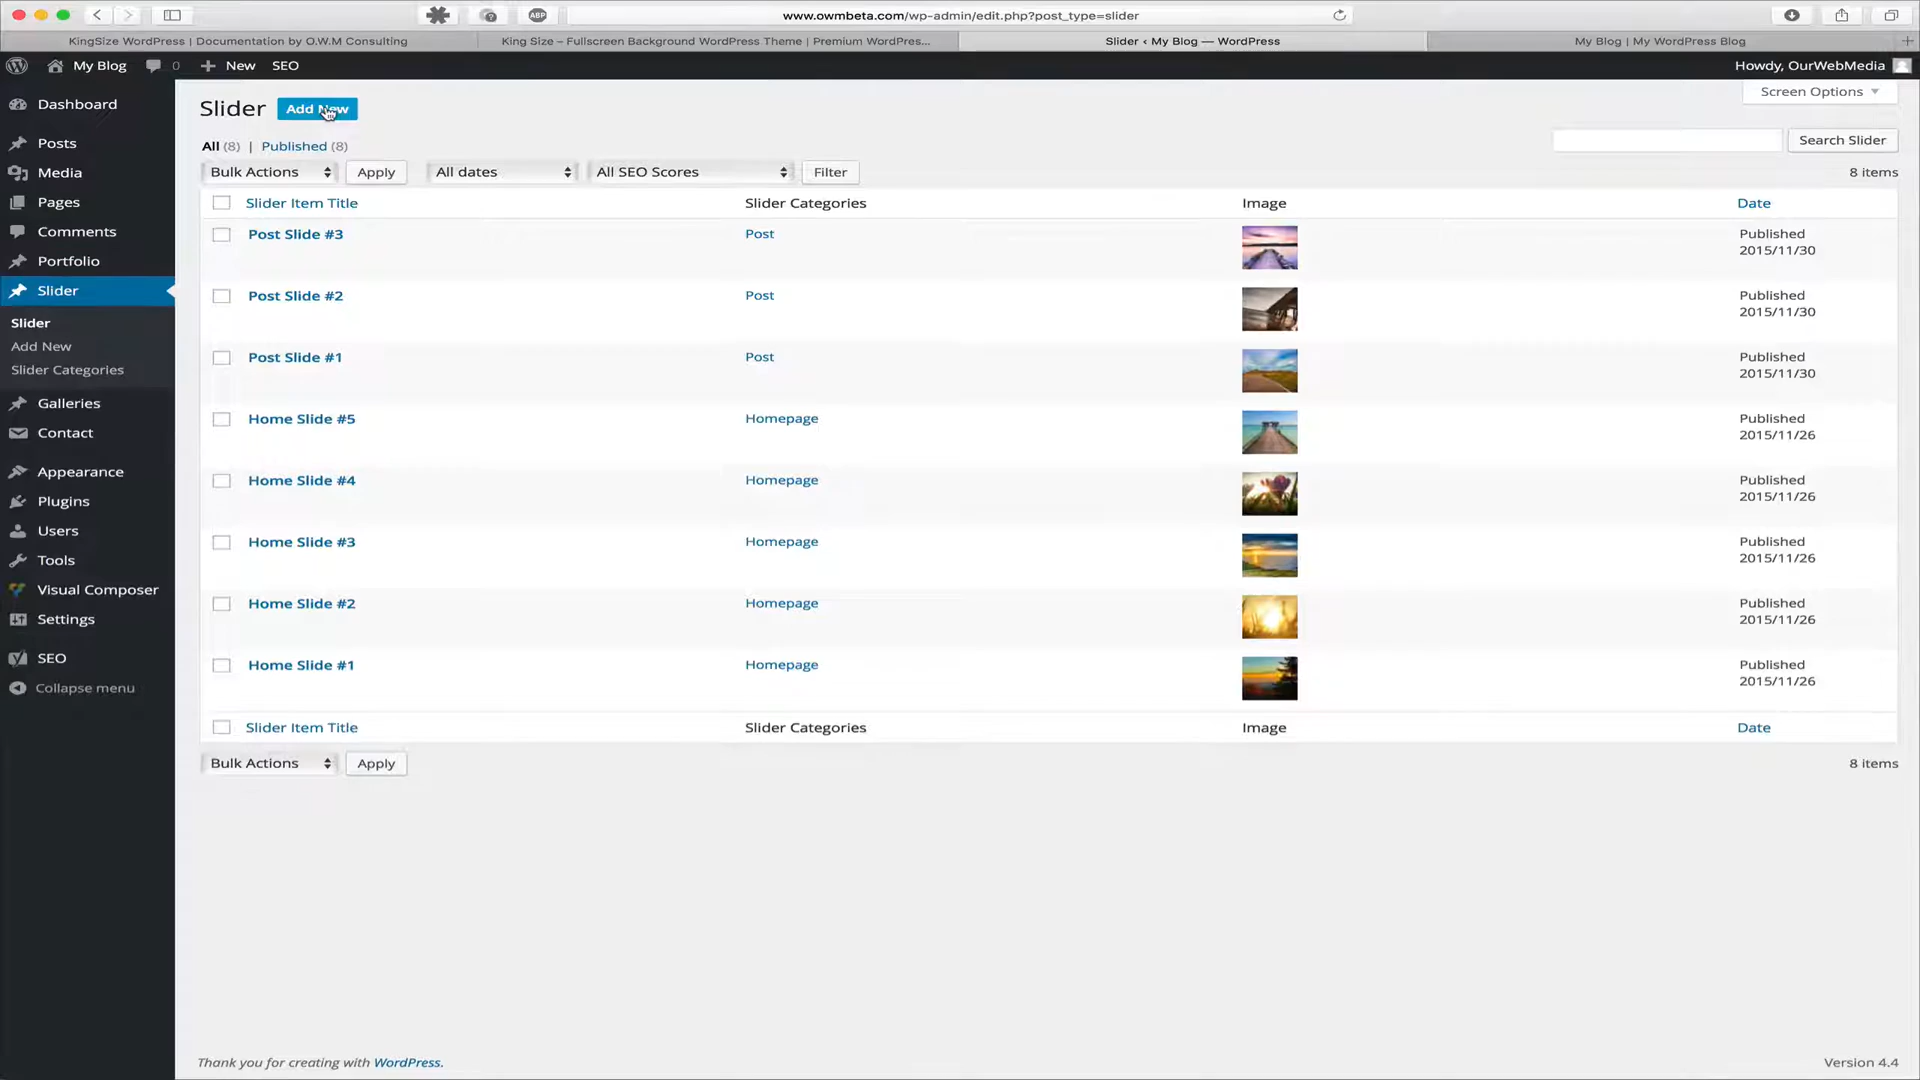 www.owmbeta.com/wp-admin/edit.php?post_type=slider
KingSize WordPress | Documentation by O.W.M Consulting
King Size – Fullscreen Background WordPress Theme | Premium WordPres...
Slider ‹ My Blog — WordPress
My Blog | My WordPress Blog
My Blog 0 + New SEO
Howdy, OurWebMedia
Dashboard
Posts
Media
Pages
Comments
Portfolio
Slider
Slider
Add New
Slider Categories
Galleries
Contact
Appearance
Plugins
Users
Tools
Visual Composer
Settings
SEO
Collapse menu
Slider Add New
Screen Options
All (8) | Published (8)
Search Slider
Bulk Actions Apply All dates All SEO Scores Filter 8 items
Slider Item Title Slider Categories Image Date
Post Slide #3 Post Published
2015/11/30
Post Slide #2 Post Published
2015/11/30
Post Slide #1 Post Published
2015/11/30
Home Slide #5 Homepage Published
2015/11/26
Home Slide #4 Homepage Published
2015/11/26
Home Slide #3 Homepage Published
2015/11/26
Home Slide #2 Homepage Published
2015/11/26
Home Slide #1 Homepage Published
2015/11/26
Slider Item Title Slider Categories Image Date
Bulk Actions Apply 8 items
Thank you for creating with WordPress.
Version 4.4
ABP